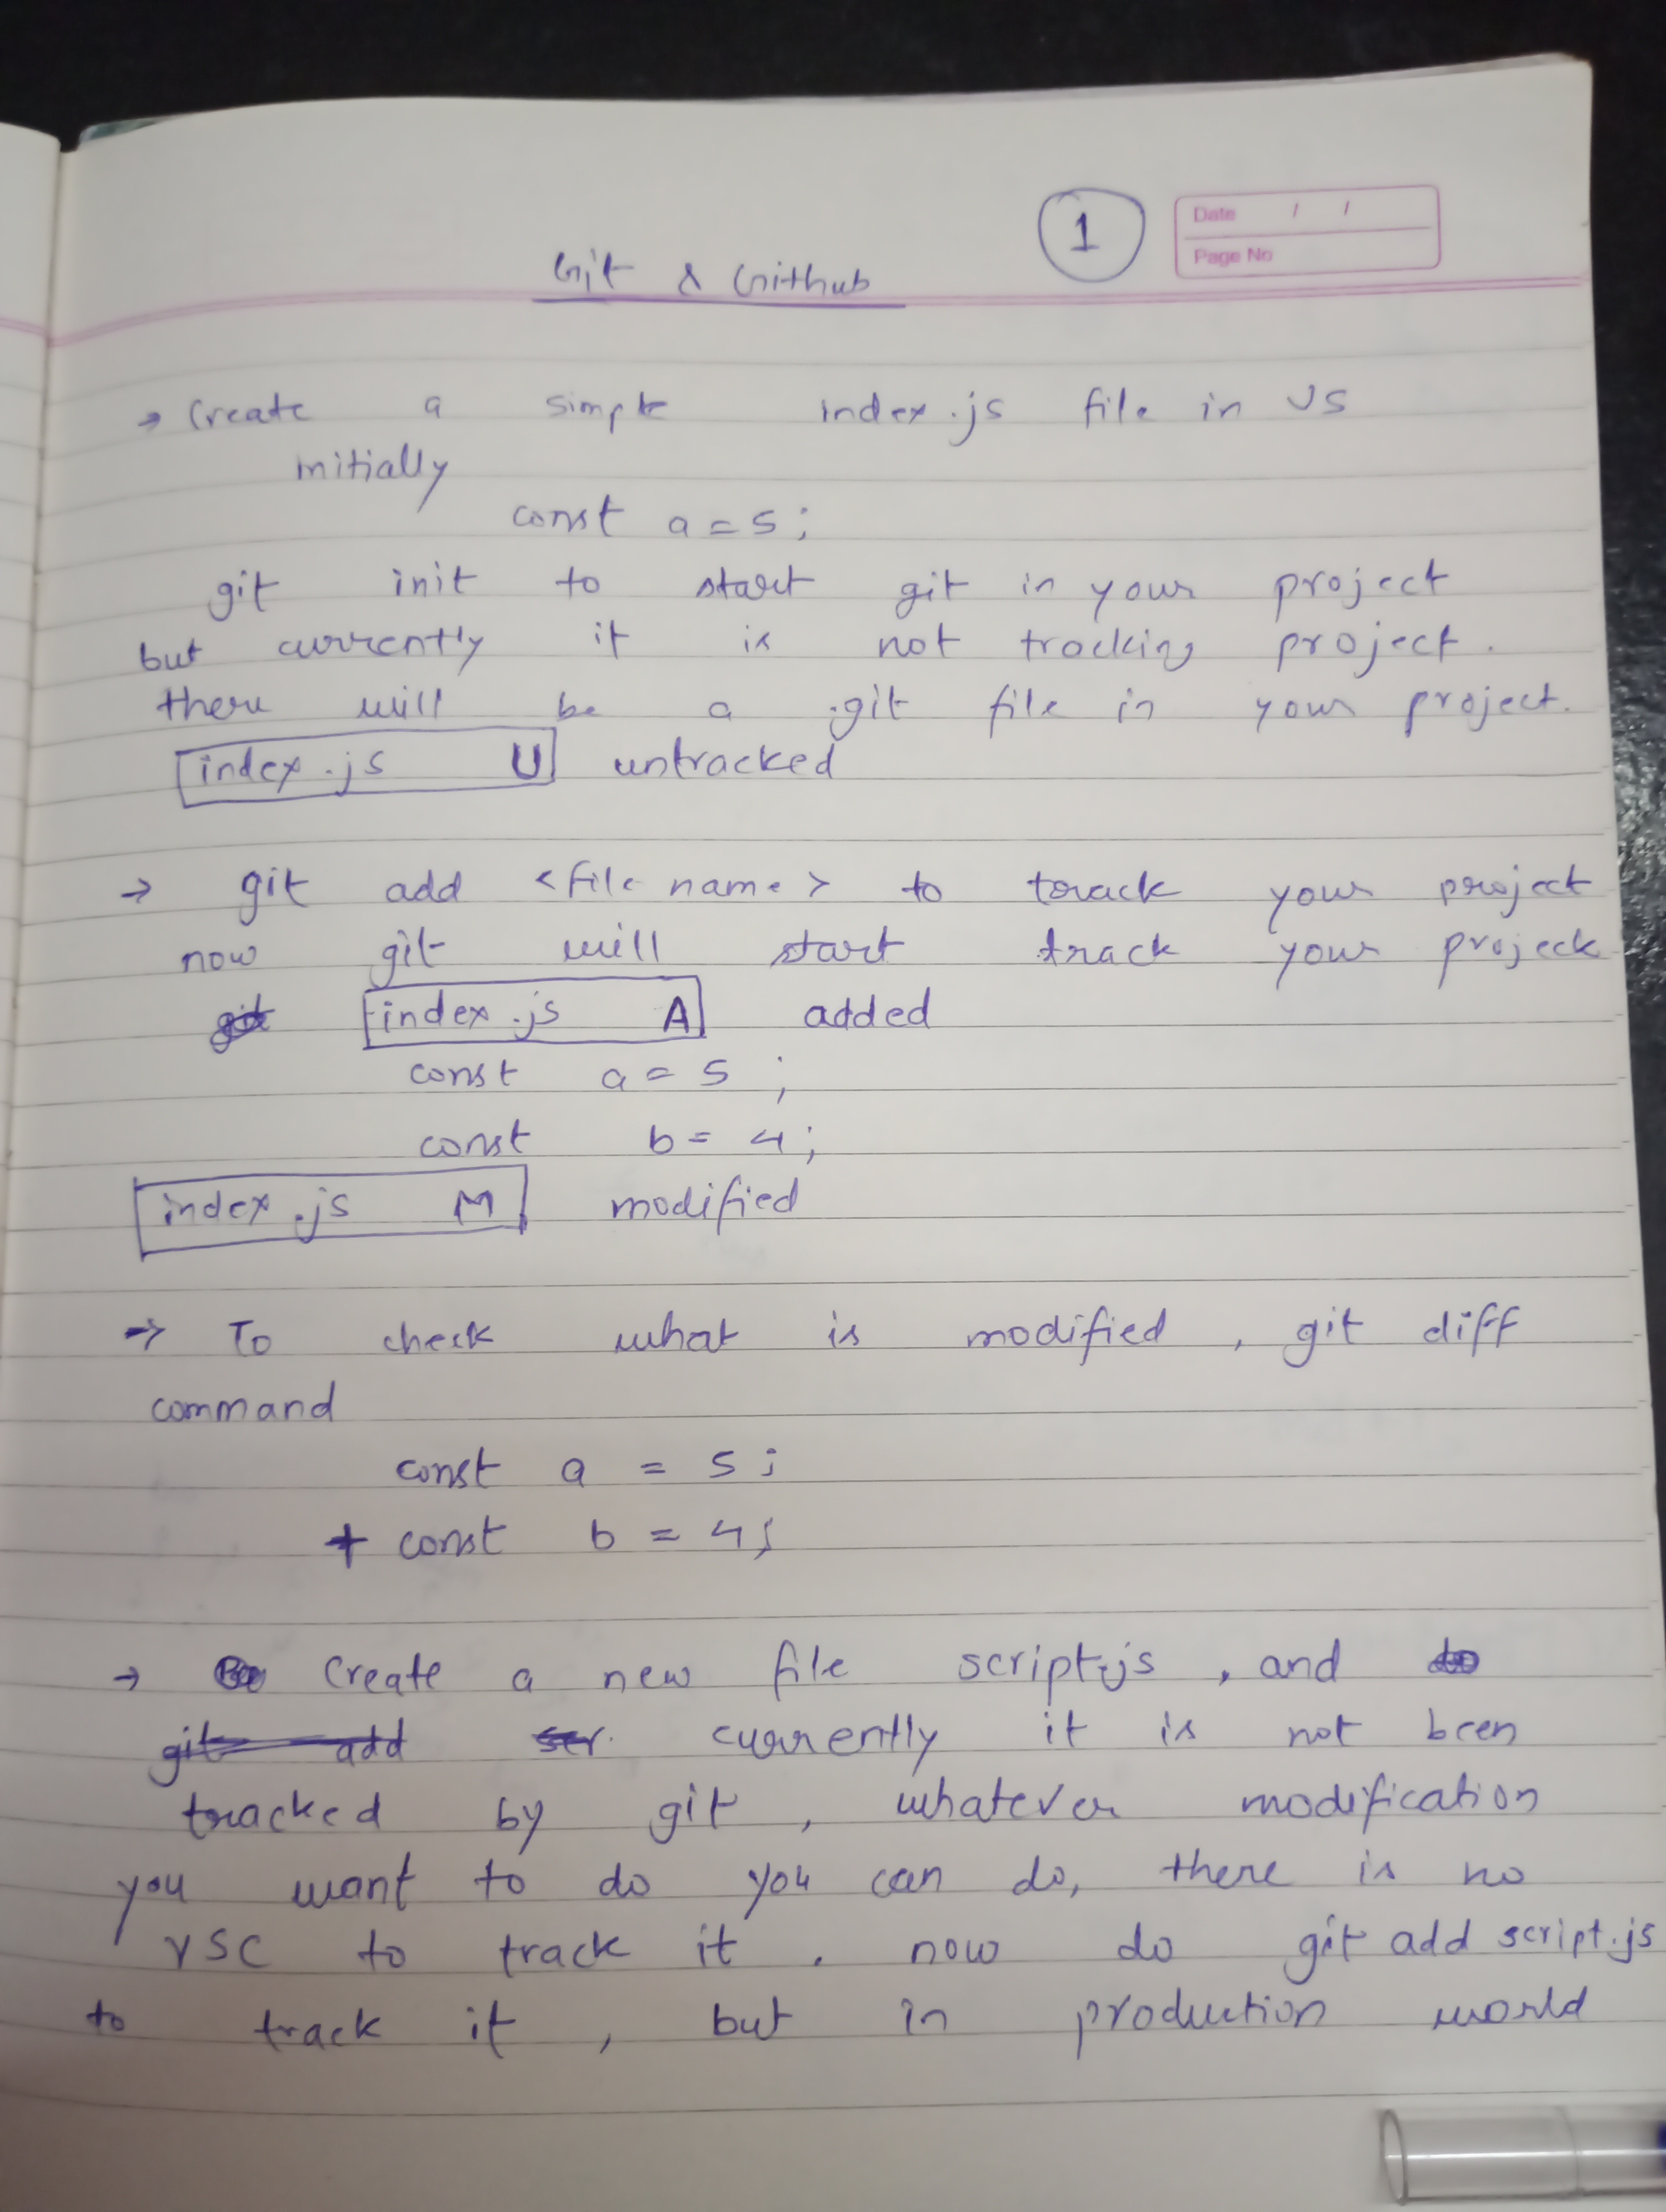 1
Date / /
Page No
Git & Github
→ Create a simple index.js file in VS
initially
const a = 5;
git init to start git in your project
but currently it is not tracking project.
there will be a .git file in your project.
index.js U untracked
→ git add <file name> to track your project
now git will start track your project
git index.js A added
const a = 5 ;
const b = 4;
index.js M modified
→ To check what is modified, git diff
command
const a = 5;
+ const b = 4;
→ Create a new file script.js, and do
git add scr. currently it is not been
tracked by git, whatever modification
you want to do you can do, there is no
VSC to track it. now do git add script.js
to track it, but in production world